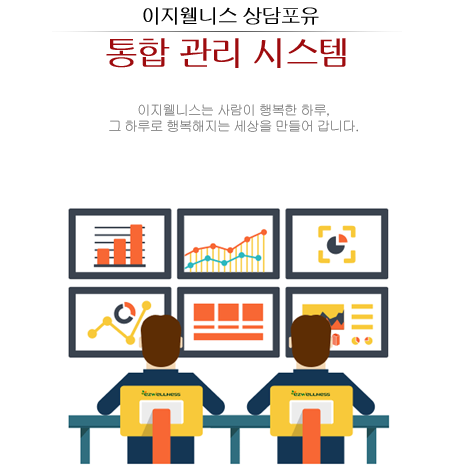 이지웰니스 상담포유
통합 관리 시스템
이지웰니스는 사람이 행복한 하루,
그 하루로 행복해지는 세상을 만들어 갑니다.
ezwellness
ezwellness